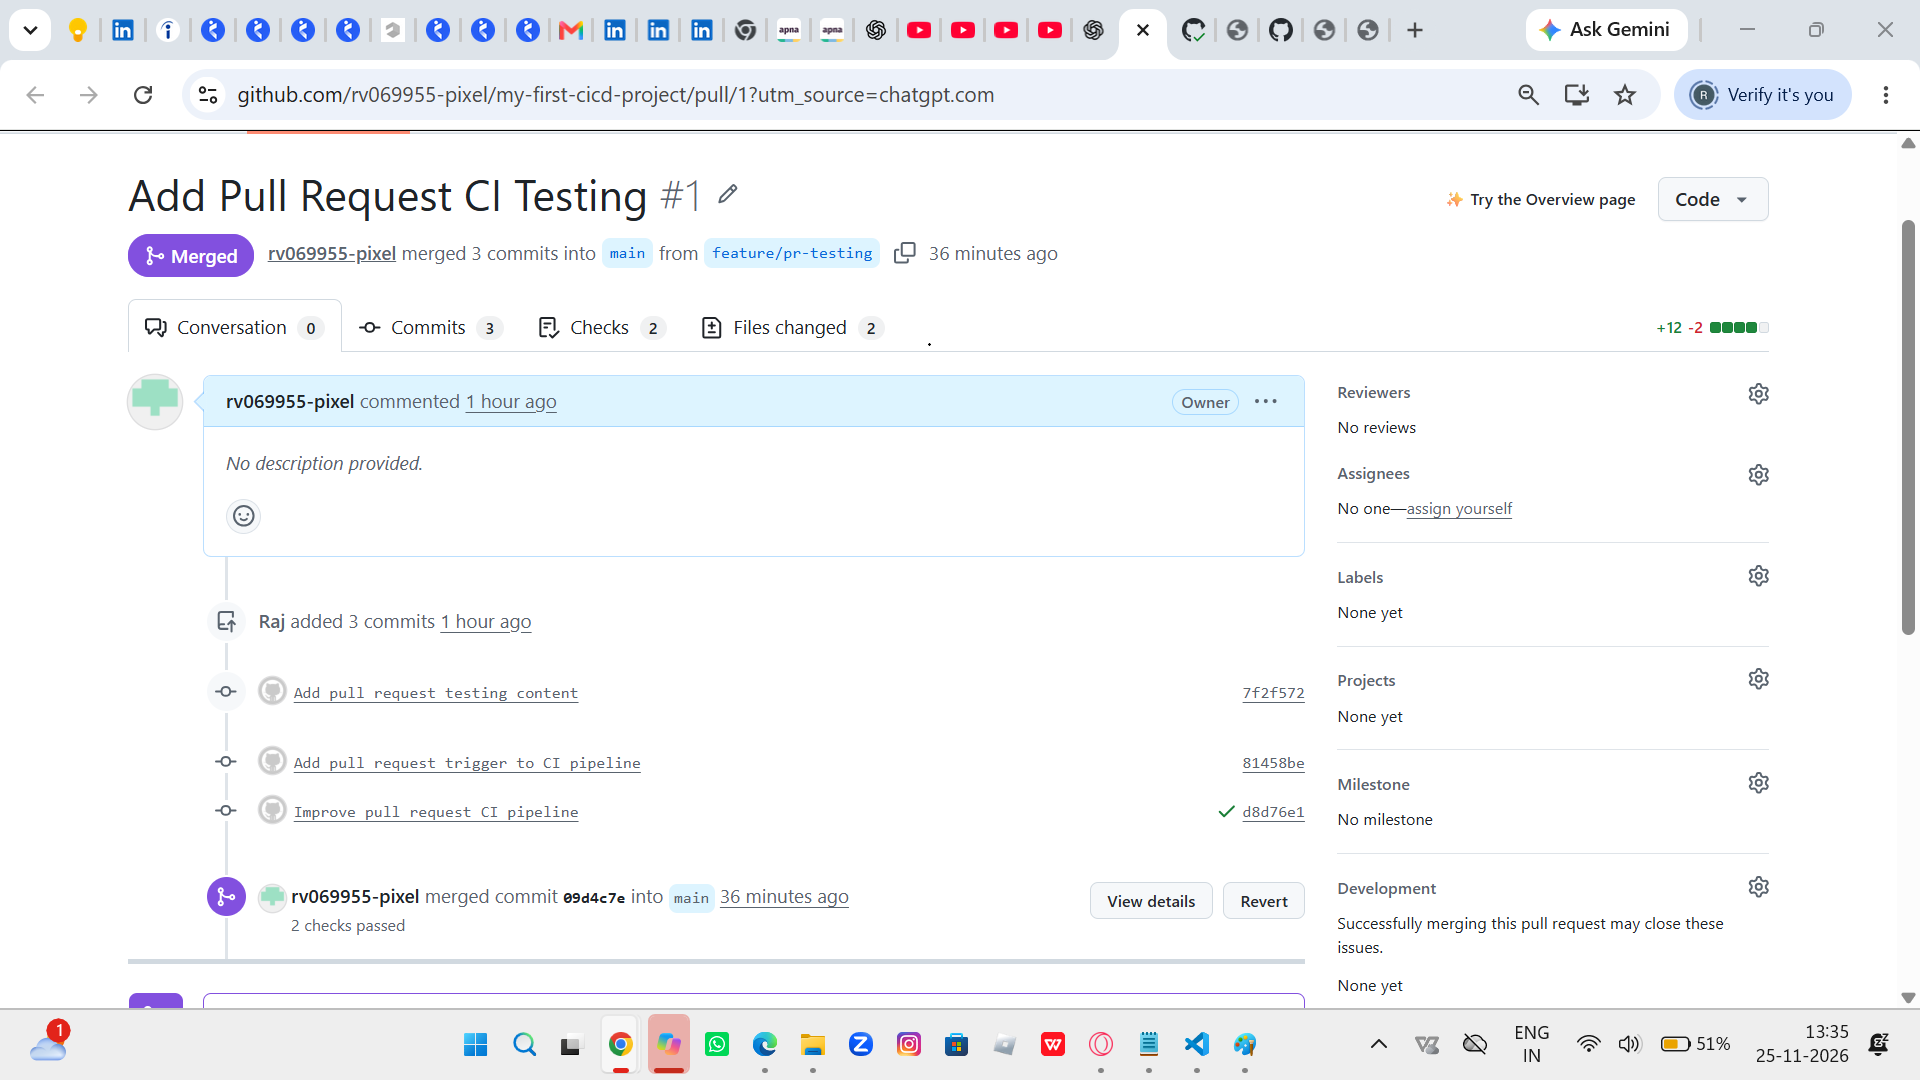 Ask Gemini
github.com/rv069955-pixel/my-first-cicd-project/pull/1?utm_source=chatgpt.com
R
Verify it's you
Add Pull Request CI Testing #1
Try the Overview page
Code
Merged
rv069955-pixel merged 3 commits into main from feature/pr-testing 36 minutes ago
Conversation 0
Commits 3
Checks 2
Files changed 2
+12 -2
rv069955-pixel commented 1 hour ago
Owner
No description provided.
Raj added 3 commits 1 hour ago
Add pull request testing content
7f2f572
Add pull request trigger to CI pipeline
81458be
Improve pull request CI pipeline
d8d76e1
rv069955-pixel merged commit 09d4c7e into main 36 minutes ago
2 checks passed
View details
Revert
Reviewers
No reviews
Assignees
No one—assign yourself
Labels
None yet
Projects
None yet
Milestone
No milestone
Development
Successfully merging this pull request may close these
issues.
None yet
1
ENG
IN
51%
13:35
25-11-2026